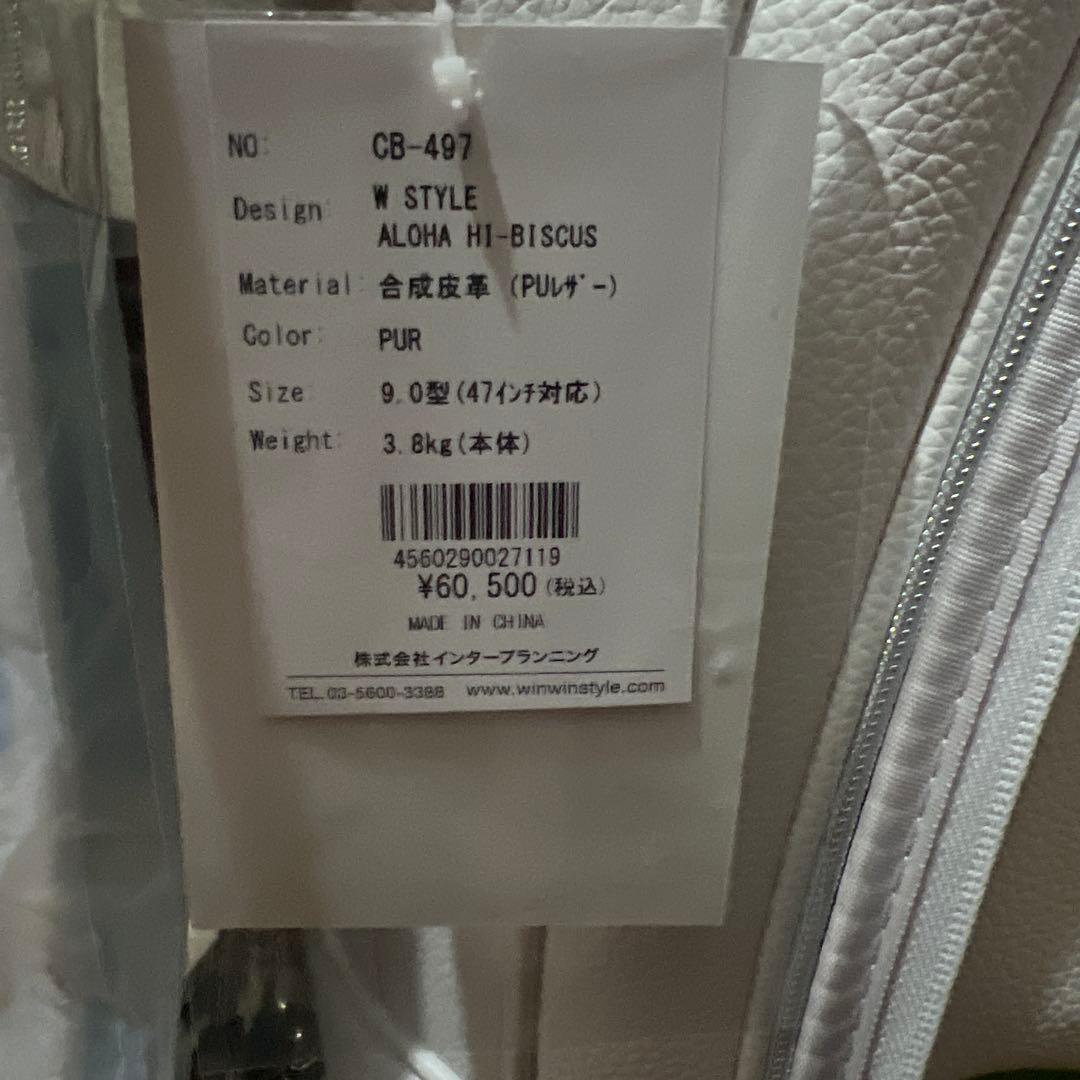 NO: CB-497
Design: W STYLE
ALOHA HI-BISCUS
Material: 合成皮革 (PUﾚｻﾞｰ)
Color: PUR
Size: 9.0型(47ｲﾝﾁ対応)
Weight: 3.8kg(本体)
4560290027119
¥60,500(税込)
MADE IN CHINA
株式会社インタープランニング
TEL.03-5600-3388 www.winwinstyle.com